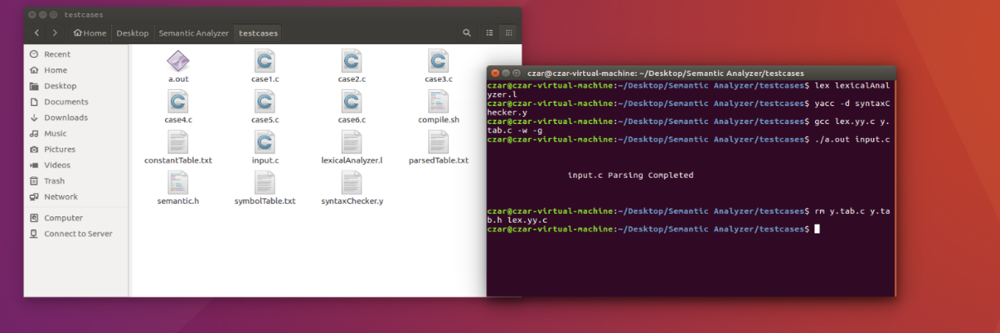 testcases
Home Desktop Semantic Analyzer testcases
Recent
Home
Desktop
Documents
Downloads
Music
Pictures
Videos
Trash
Network
Computer
Connect to Server
a.out case1.c case2.c case3.c
case4.c case5.c case6.c compile.sh
constantTable.txt input.c lexicalAnalyzer.l parsedTable.txt
semantic.h symbolTable.txt syntaxChecker.y
czar@czar-virtual-machine: ~/Desktop/Semantic Analyzer/testcases
czar@czar-virtual-machine:~/Desktop/Semantic Analyzer/testcases$ lex lexicalAnal
yzer.l
czar@czar-virtual-machine:~/Desktop/Semantic Analyzer/testcases$ yacc -d syntaxC
hecker.y
czar@czar-virtual-machine:~/Desktop/Semantic Analyzer/testcases$ gcc lex.yy.c y.
tab.c -w -g
czar@czar-virtual-machine:~/Desktop/Semantic Analyzer/testcases$ ./a.out input.c
input.c Parsing Completed
czar@czar-virtual-machine:~/Desktop/Semantic Analyzer/testcases$ rm y.tab.c y.ta
b.h lex.yy.c
czar@czar-virtual-machine:~/Desktop/Semantic Analyzer/testcases$